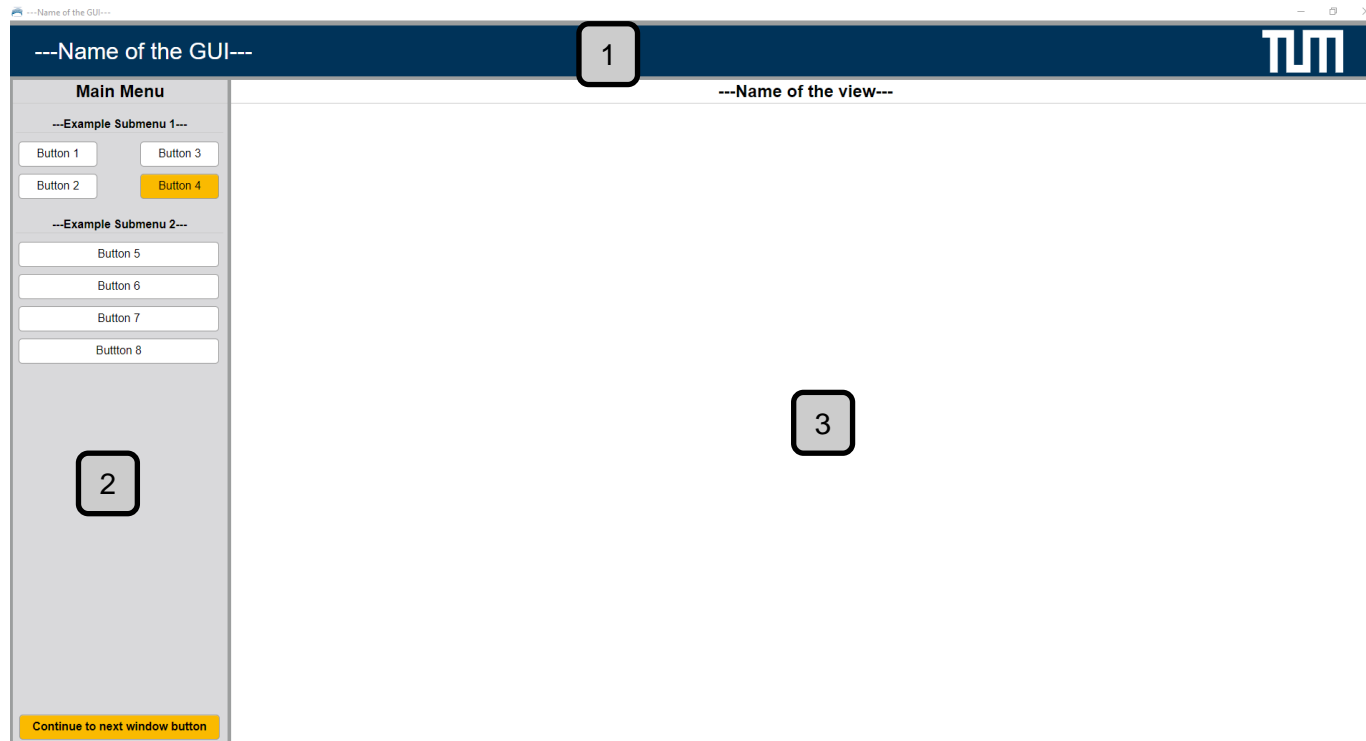 ---Name of the GUI---
---Name of the GUI---
1
TUM
Main Menu
---Name of the view---
---Example Submenu 1---
Button 1
Button 3
Button 2
Button 4
---Example Submenu 2---
Button 5
Button 6
Button 7
Buttton 8
3
2
Continue to next window button